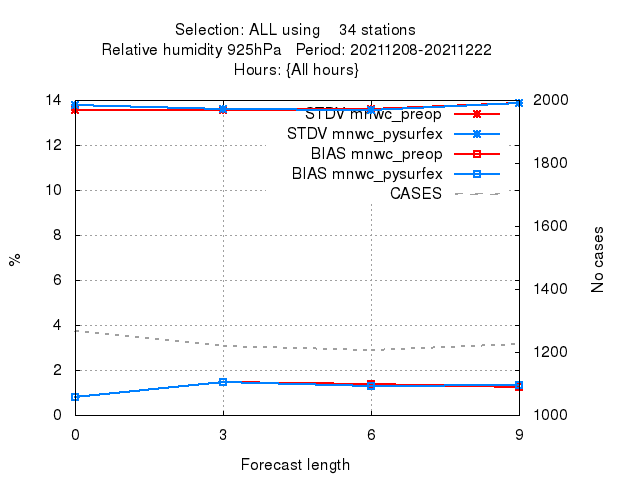 Selection: ALL using    34 stations
Relative humidity 925hPa   Period: 20211208-20211222
Hours: {All hours}
14 2000
STDV mnwc_preop
STDV mnwc_pysurfex
12
BIAS mnwc_preop
1800
BIAS mnwc_pysurfex
10
CASES
8
1600
%
No cases
6
1400
4
1200
2
0 1000
0 3 6 9
Forecast length